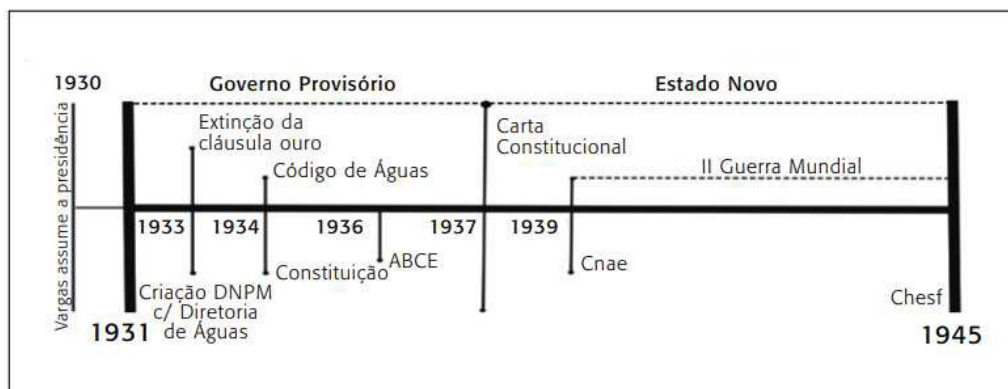 1930
Governo Provisório
Estado Novo
Vargas assume a presidência
Extinção da
cláusula ouro
Código de Águas
Carta
Constitucional
II Guerra Mundial
1933
1934
1936
1937
1939
Criação DNPM
c/ Diretoria
de Águas
Constituição
ABCE
Cnae
Chesf
1931
1945